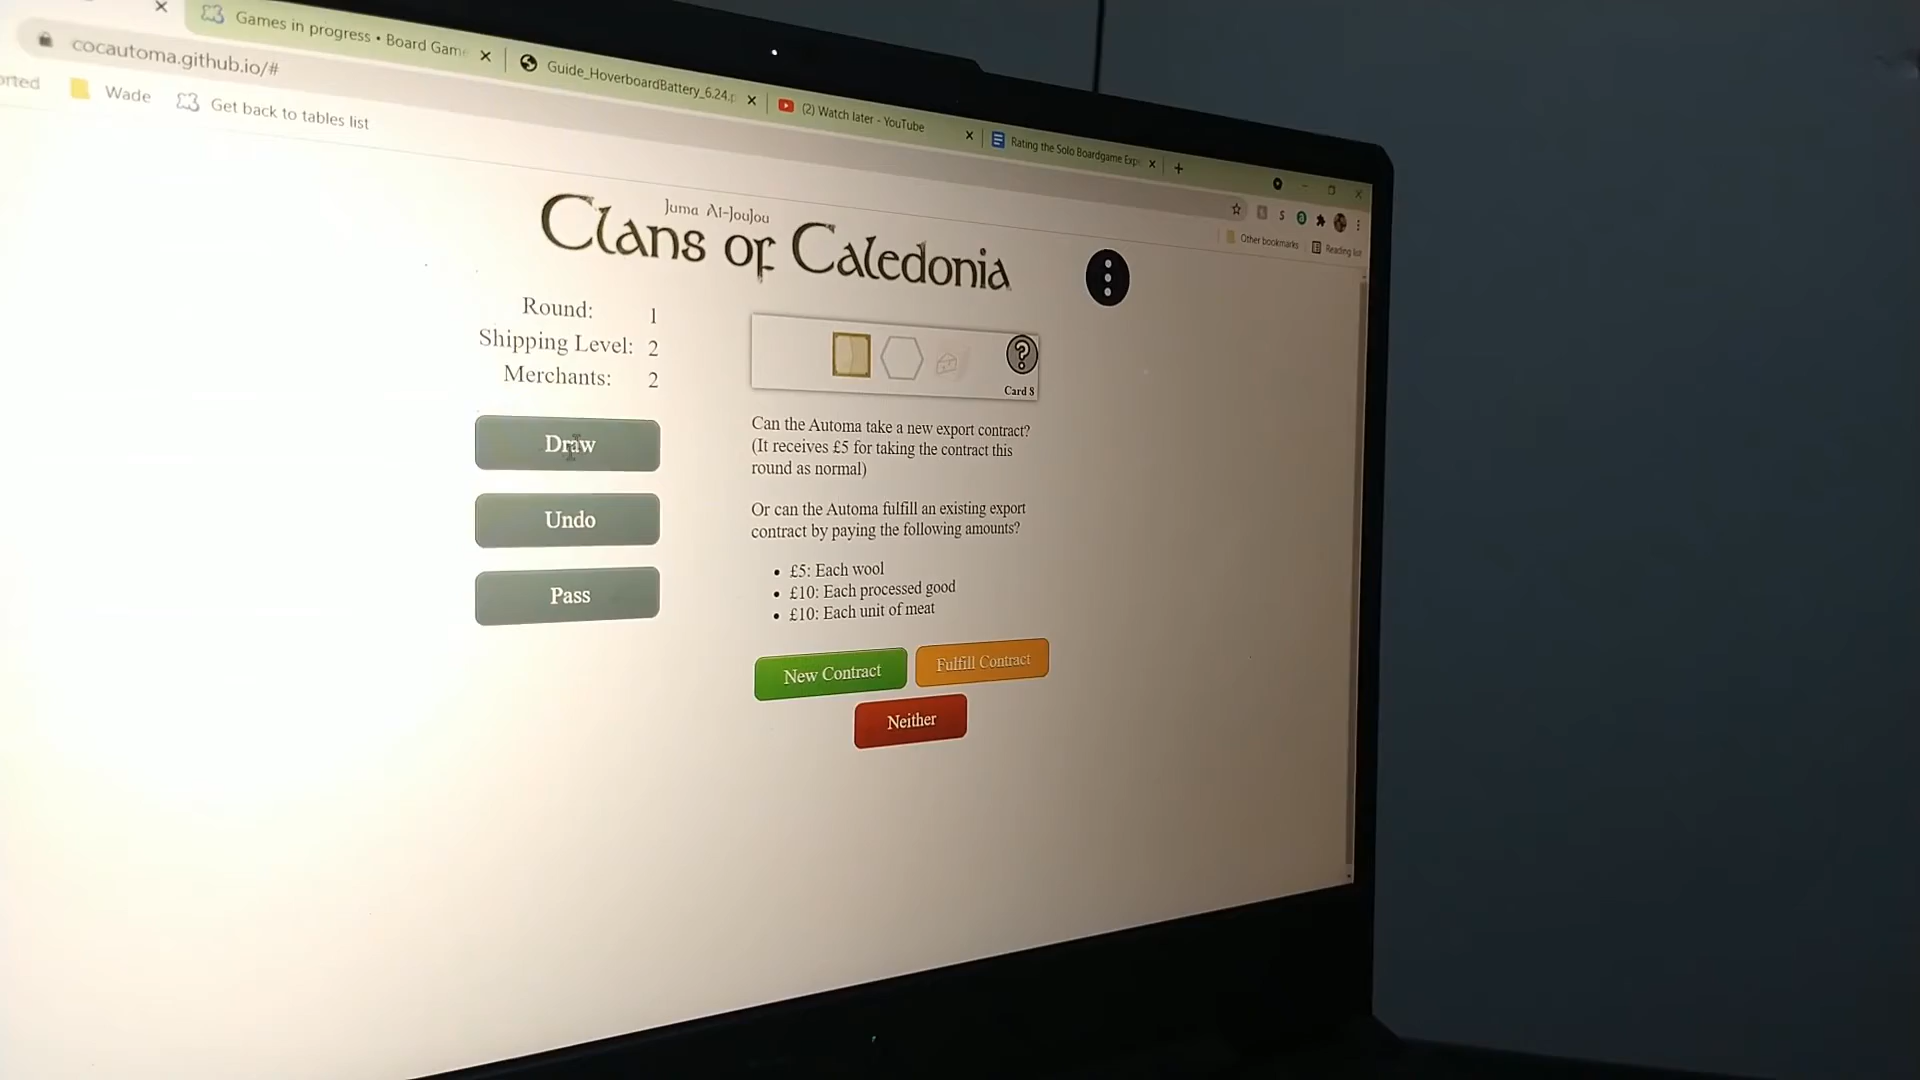 Games in progress • Board Game
Guide_HoverboardBattery_6.24.p
(2) Watch later - YouTube
Rating the Solo Boardgame Exp
cocautoma.github.io/#
orted
Wade
Get back to tables list
Other bookmarks
Reading list
Juma Al-JouJou
Clans of Caledonia
Round: 1
Shipping Level: 2
Merchants: 2
Draw
Undo
Pass
?
Card 8
Can the Automa take a new export contract?
(It receives £5 for taking the contract this
round as normal)
Or can the Automa fulfill an existing export
contract by paying the following amounts?
• £5: Each wool
• £10: Each processed good
• £10: Each unit of meat
New Contract
Fulfill Contract
Neither